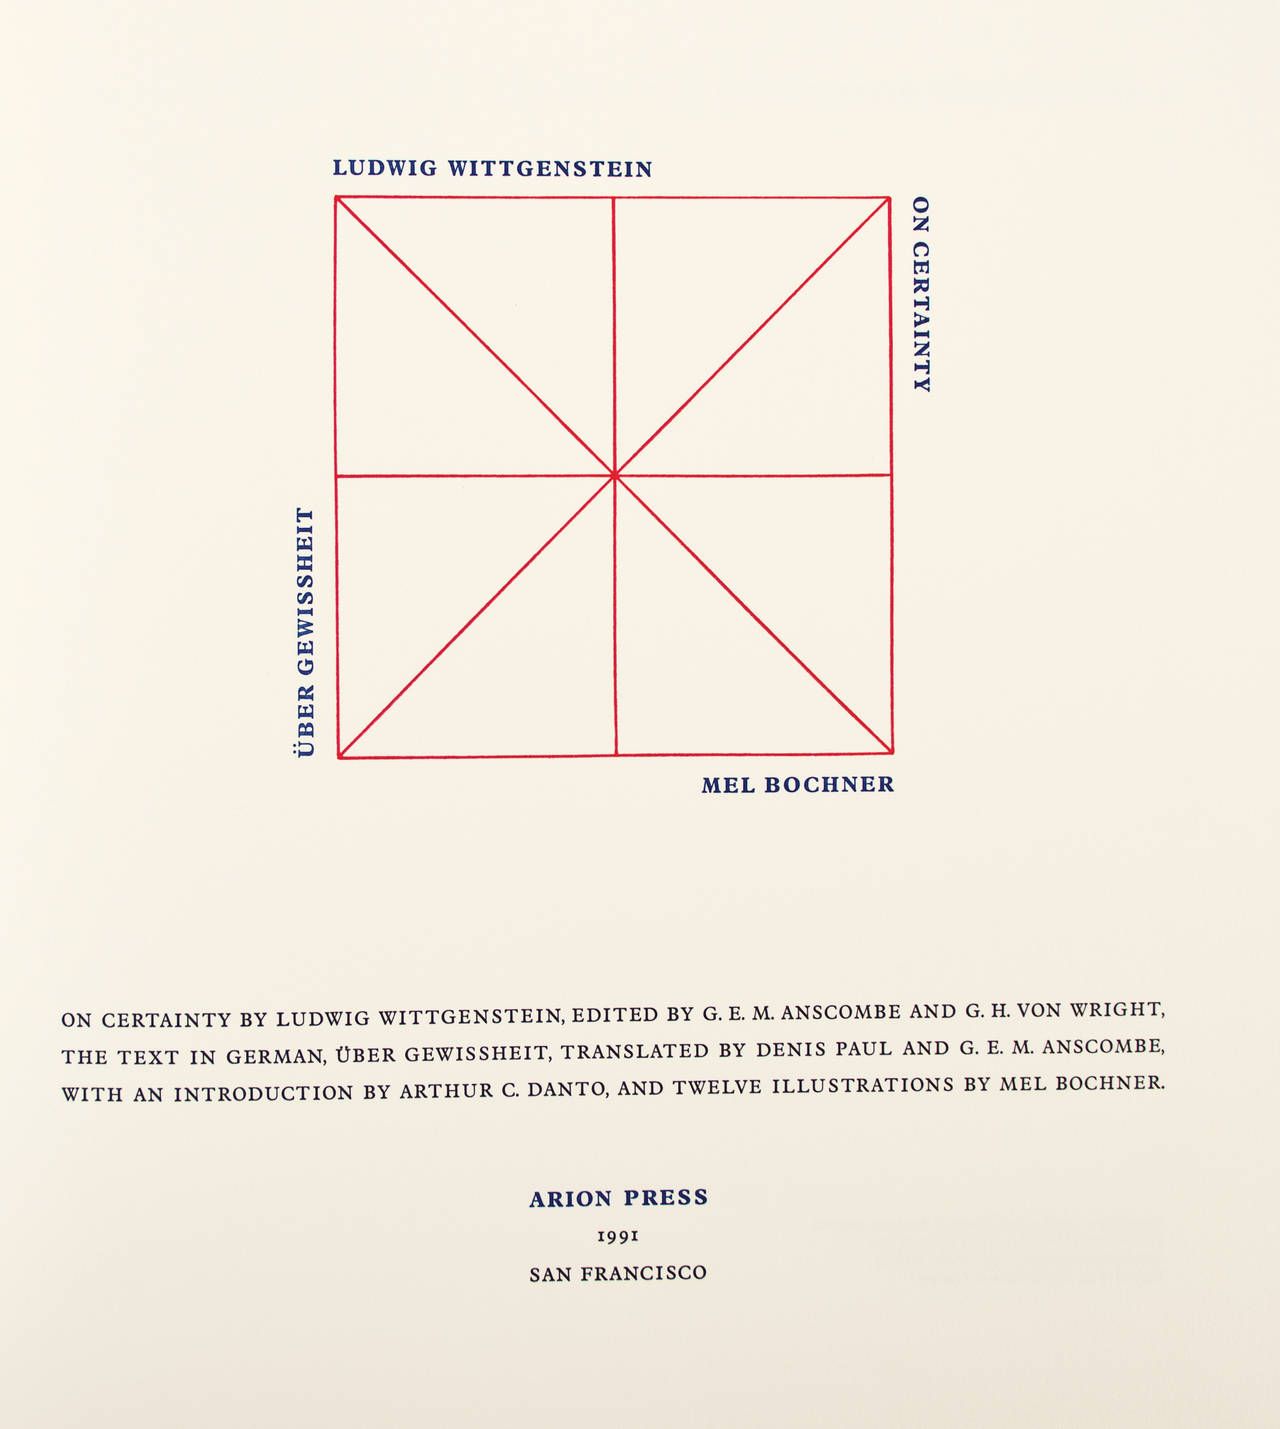 LUDWIG WITTGENSTEIN
ON CERTAINTY
ÜBER GEWISSHEIT
MEL BOCHNER
ON CERTAINTY BY LUDWIG WITTGENSTEIN, EDITED BY G. E. M. ANSCOMBE AND G. H. VON WRIGHT,
THE TEXT IN GERMAN, ÜBER GEWISSHEIT, TRANSLATED BY DENIS PAUL AND G. E. M. ANSCOMBE,
WITH AN INTRODUCTION BY ARTHUR C. DANTO, AND TWELVE ILLUSTRATIONS BY MEL BOCHNER.
ARION PRESS
1991
SAN FRANCISCO